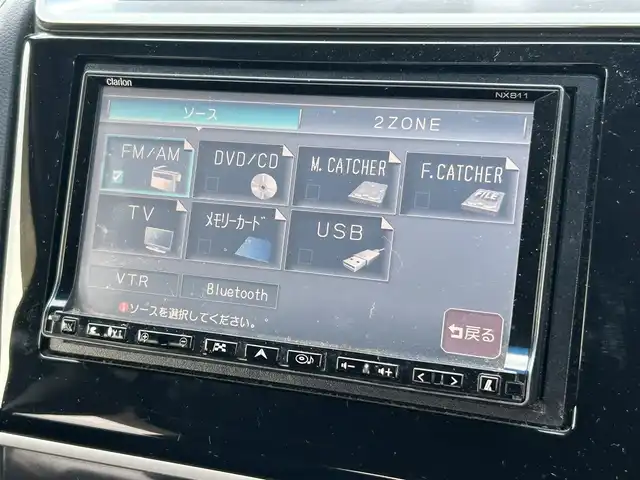 clarion
NX811
ソース
2ZONE
FM/AM
DVD/CD
M. CATCHER
F. CATCHER
FILE
TV
メモリーカード
USB
VTR
Bluetooth
ソースを選択してください。
戻る